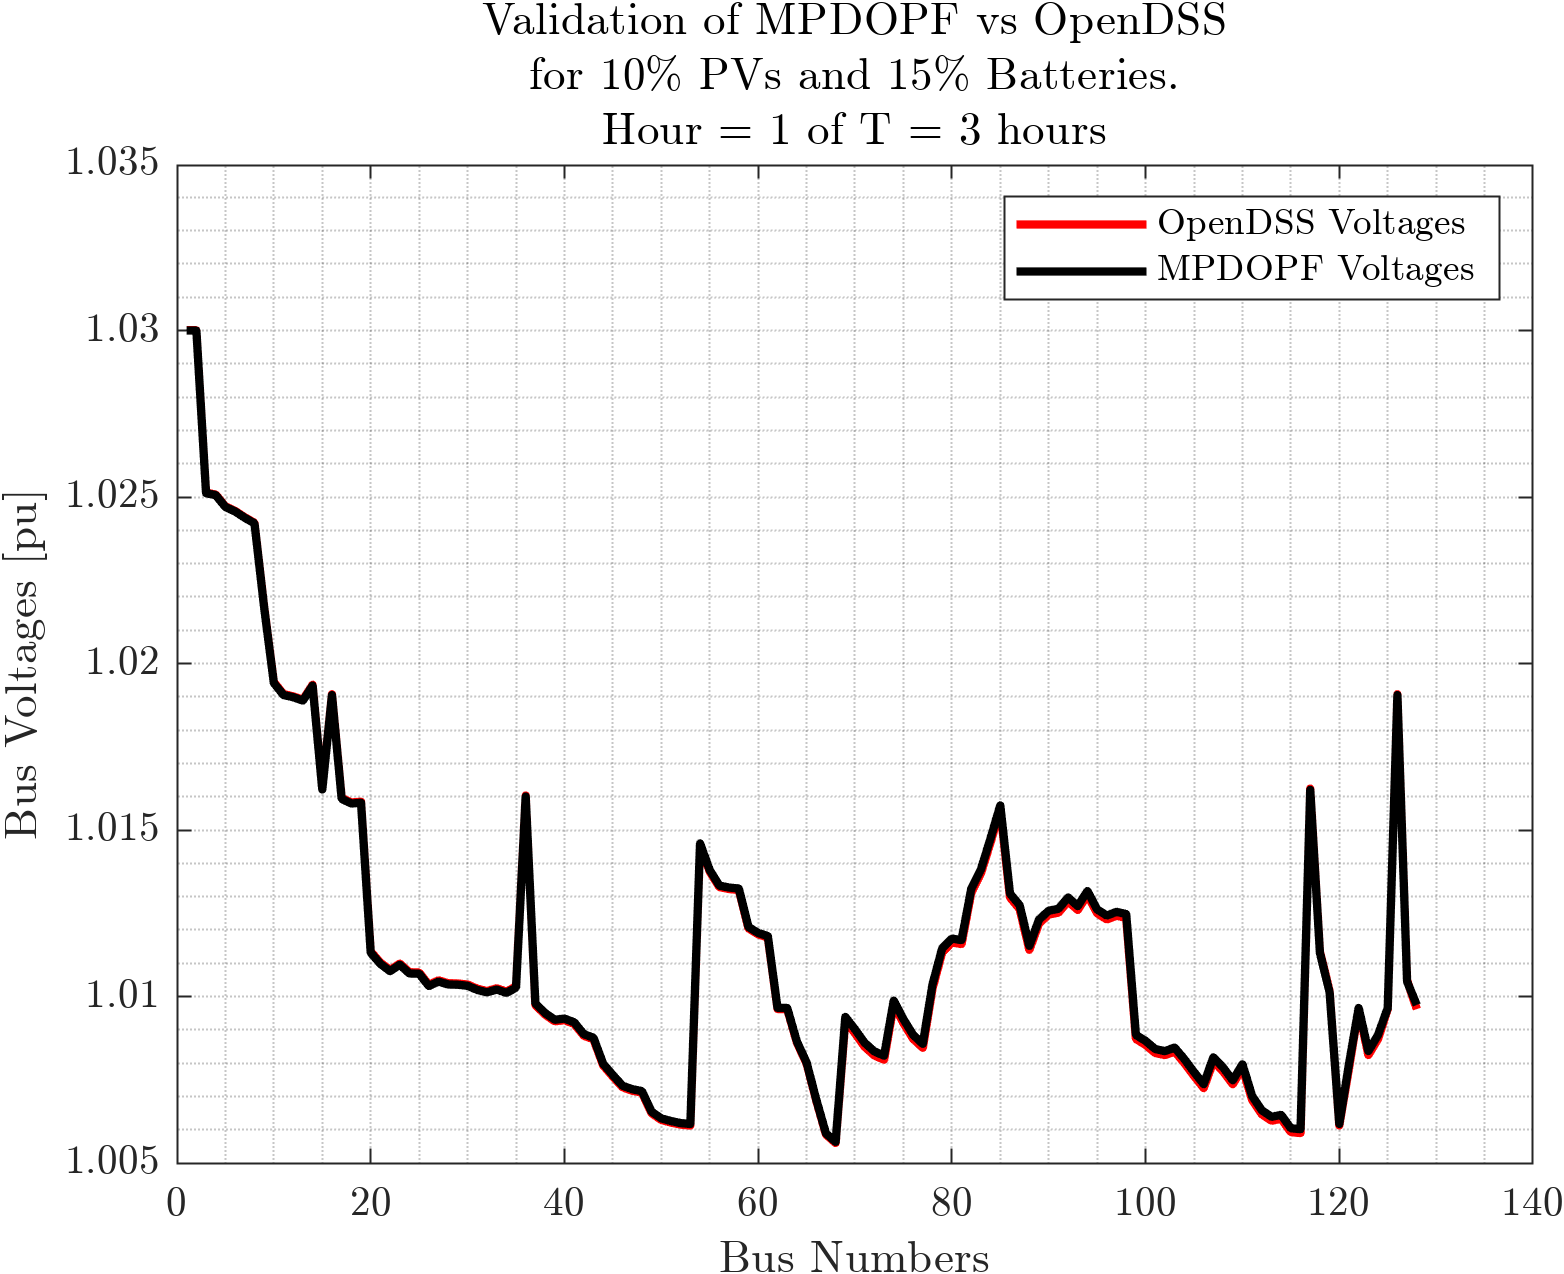 Validation of MPDOPF vs OpenDSS
for 10% PVs and 15% Batteries.
Hour = 1 of T = 3 hours
OpenDSS Voltages
MPDOPF Voltages
Bus Voltages [pu]
1.035
1.03
1.025
1.02
1.015
1.01
1.005
0 20 40 60 80 100 120 140
Bus Numbers